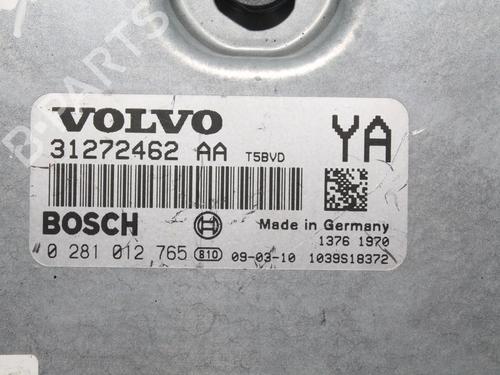 VOLVO
31272462 AA T5BVD
YA
BOSCH
Made in Germany
1376 1970
0 281 012 765 810 09-03-10 1039S18372
B-PARTS